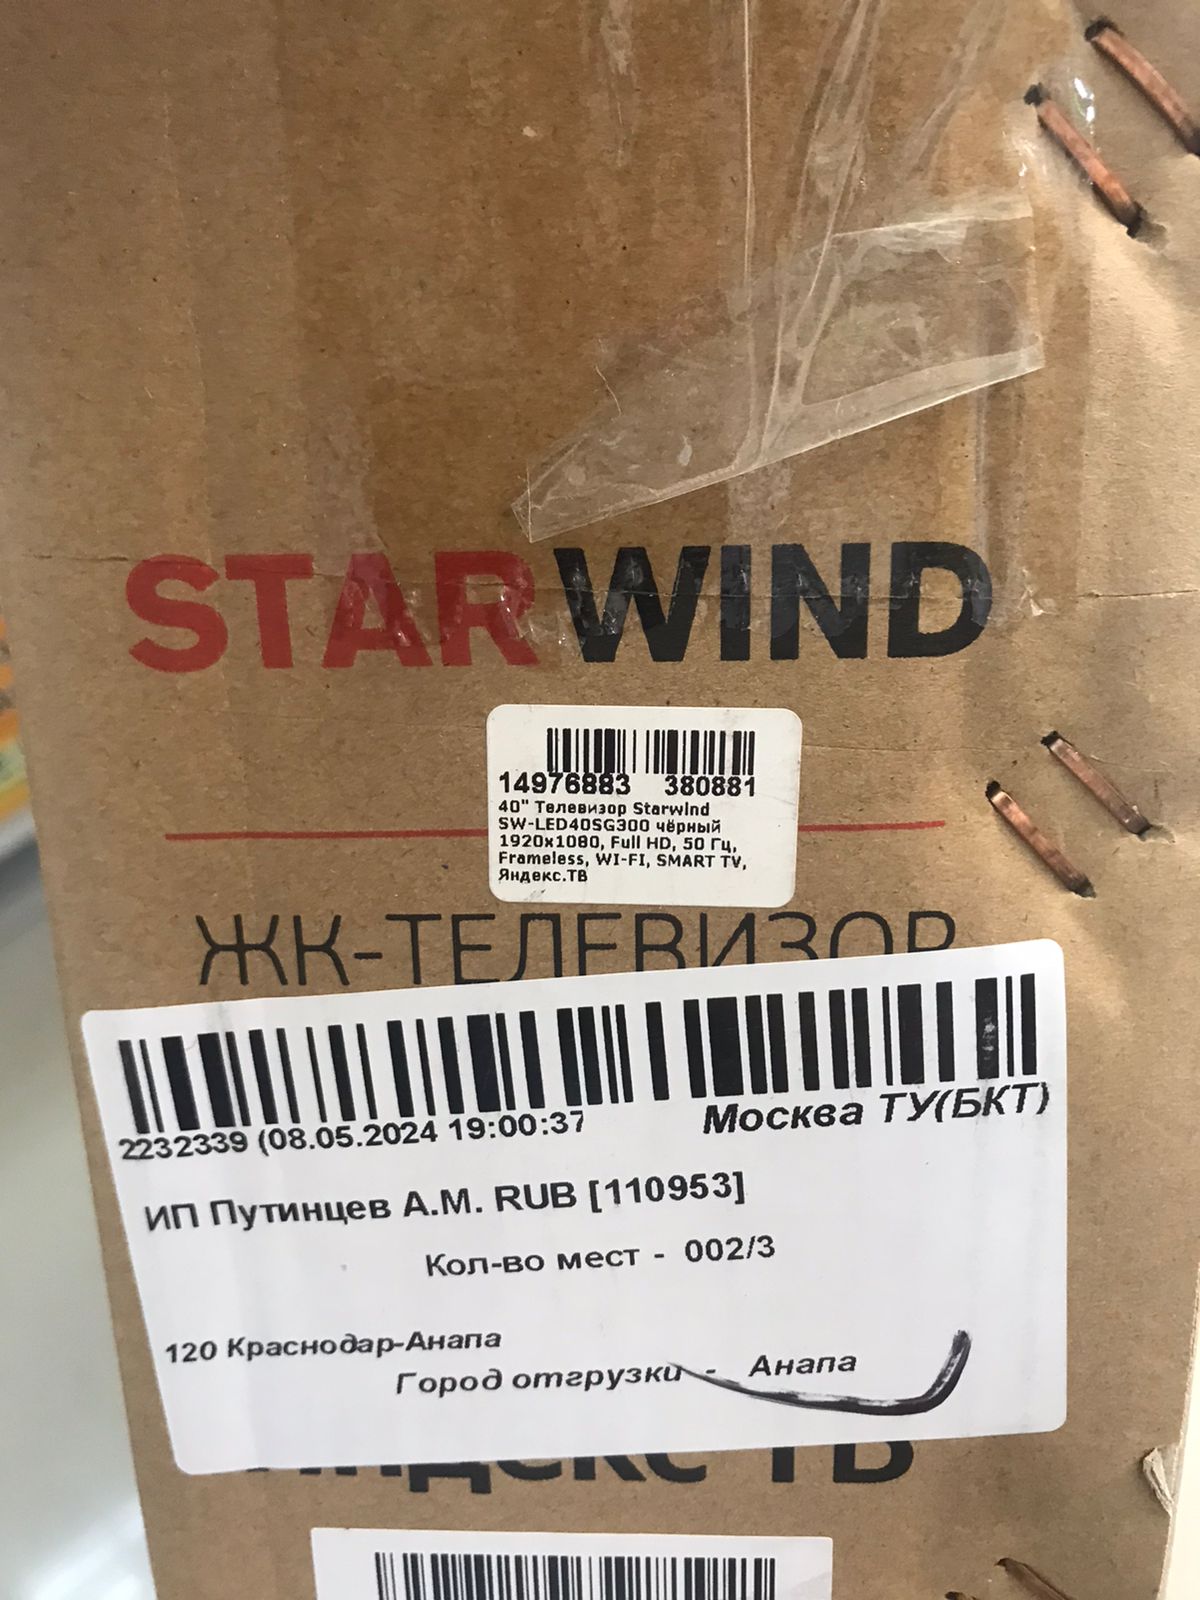 STARWIND
14976883 380881
40" Телевизор Starwind
SW-LED40SG300 чёрный
1920x1080, Full HD, 50 Гц,
Frameless, WI-FI, SMART TV,
Яндекс.ТВ
ЖК-ТЕЛЕВИЗОР
2232339 (08.05.2024 19:00:37
Москва ТУ(БКТ)
ИП Путинцев А.М. RUB [110953]
Кол-во мест - 002/3
120 Краснодар-Анапа
Город отгрузки - Анапа
Яндекс ТВ